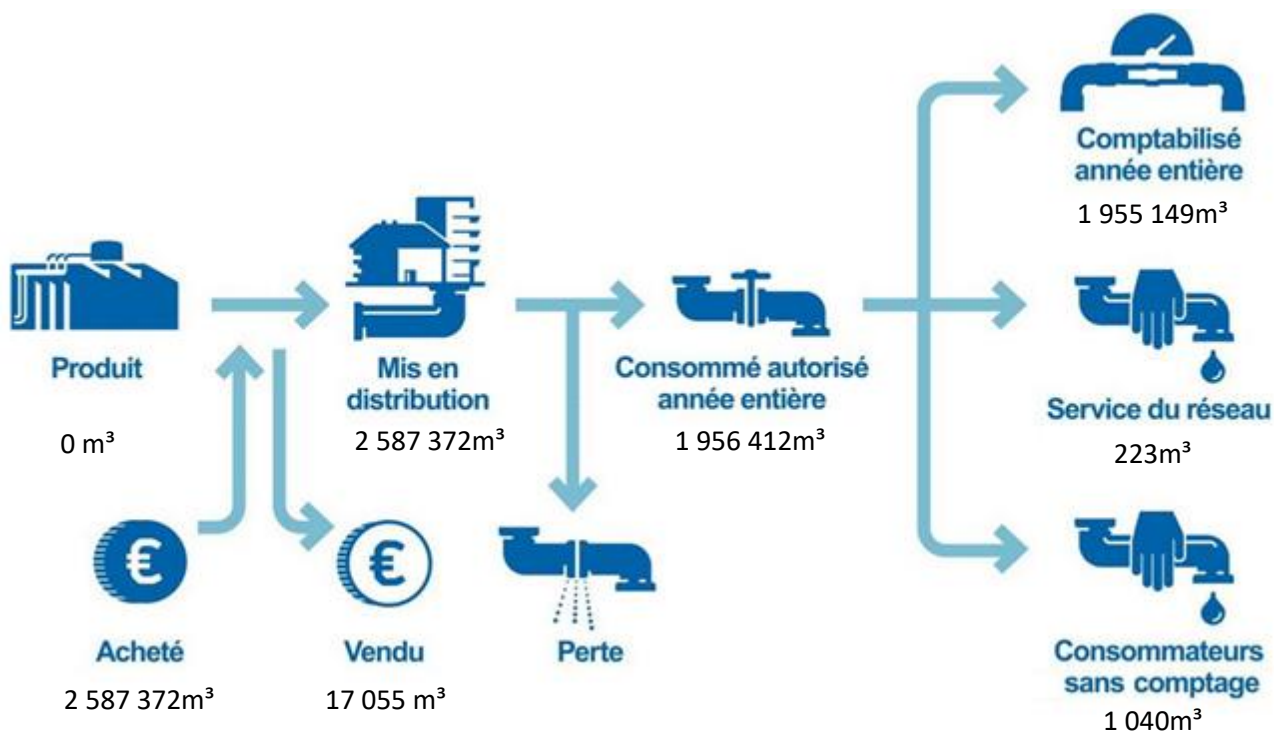 Comptabilisé
année entière
1 955 149m³
Produit
0 m³
Mis en
distribution
2 587 372m³
Consommé autorisé
année entière
1 956 412m³
Service du réseau
223m³
€
Acheté
2 587 372m³
€
Vendu
17 055 m³
Perte
Consommateurs
sans comptage
1 040m³